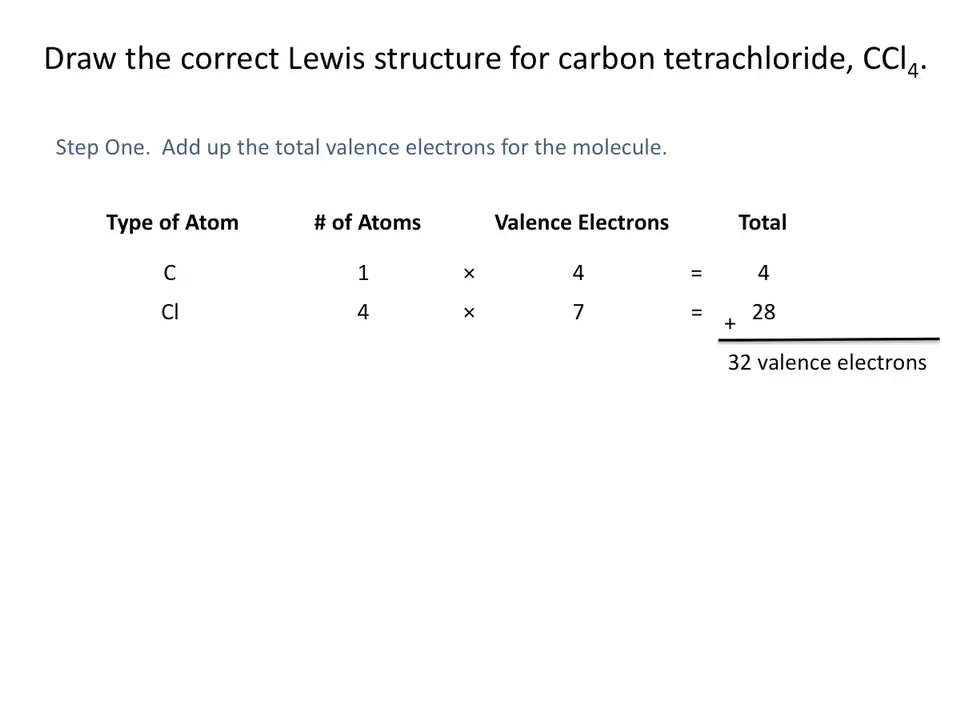 Draw the correct Lewis structure for carbon tetrachloride, CCl₄.
Step One.  Add up the total valence electrons for the molecule.
Type of Atom # of Atoms Valence Electrons Total
C 1 × 4 = 4
Cl 4 × 7 = + 28
32 valence electrons